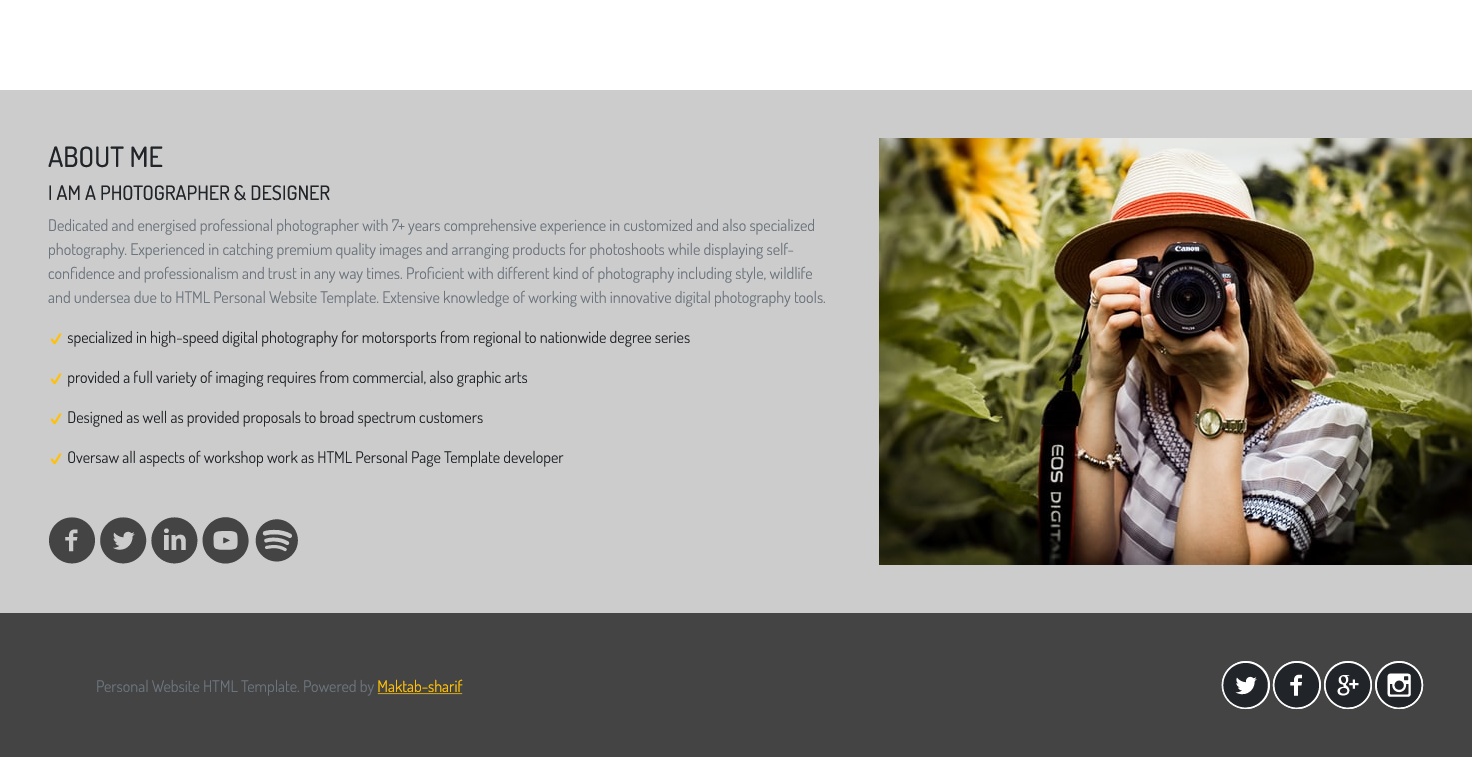 ABOUT ME
I AM A PHOTOGRAPHER & DESIGNER
Dedicated and energised professional photographer with 7+ years comprehensive experience in customized and also specialized
photography. Experienced in catching premium quality images and arranging products for photoshoots while displaying self-
confidence and professionalism and trust in any way times. Proficient with different kind of photography including style, wildlife
and undersea due to HTML Personal Website Template. Extensive knowledge of working with innovative digital photography tools.
specialized in high-speed digital photography for motorsports from regional to nationwide degree series
provided a full variety of imaging requires from commercial, also graphic arts
Designed as well as provided proposals to broad spectrum customers
Oversaw all aspects of workshop work as HTML Personal Page Template developer
Canon
EOS DIGITAL
Personal Website HTML Template. Powered by Maktab-sharif